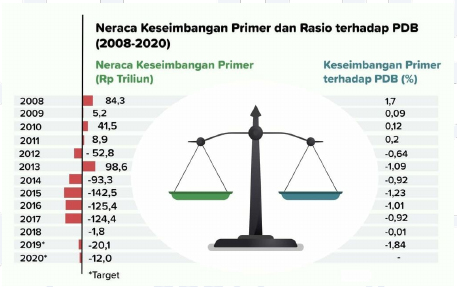 Neraca Keseimbangan Primer dan Rasio terhadap PDB
(2008-2020)
Neraca Keseimbangan Primer
(Rp Triliun)
Keseimbangan Primer
terhadap PDB (%)
2008 84,3 1,7
2009 5,2 0,09
2010 41,5 0,12
2011 8,9 0,2
2012 - 52,8 -0,64
2013 98,6 -1,09
2014 -93,3 -0,92
2015 -142,5 -1,23
2016 -125,4 -1,01
2017 -124,4 -0,92
2018 -1,8 -0,01
2019* -20,1 -1,84
2020* -12,0 -
*Target